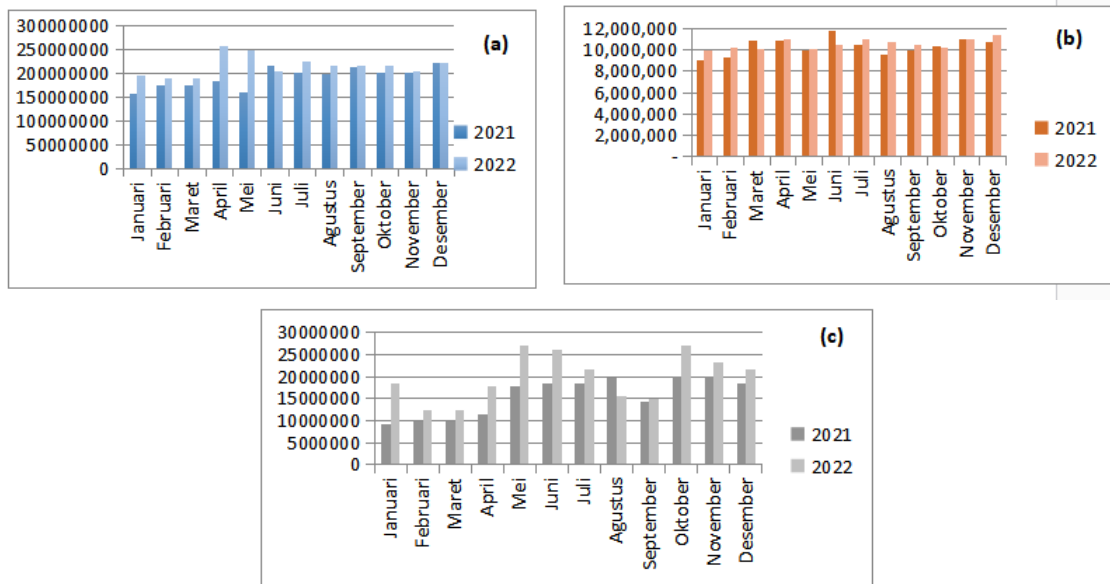 (a)
300000000
250000000
200000000
150000000
100000000
50000000
0
Januari
Februari
Maret
April
Mei
Juni
Juli
Agustus
September
Oktober
November
Desember
2021
2022
(b)
12,000,000
10,000,000
8,000,000
6,000,000
4,000,000
2,000,000
-
Januari
Februari
Maret
April
Mei
Juni
Juli
Agustus
September
Oktober
November
Desember
2021
2022
(c)
30000000
25000000
20000000
15000000
10000000
5000000
0
Januari
Februari
Maret
April
Mei
Juni
Juli
Agustus
September
Oktober
November
Desember
2021
2022